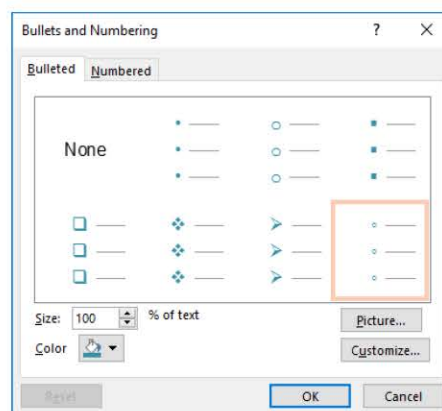 Bullets and Numbering ?
Bulleted Numbered
None
Size: 100 % of text Picture...
Color Customize...
Reset OK Cancel